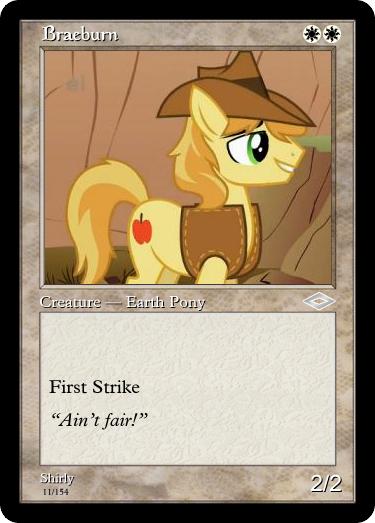 Braeburn
Creature — Earth Pony
First Strike
“Ain't fair!”
Shirly
11/154
2/2